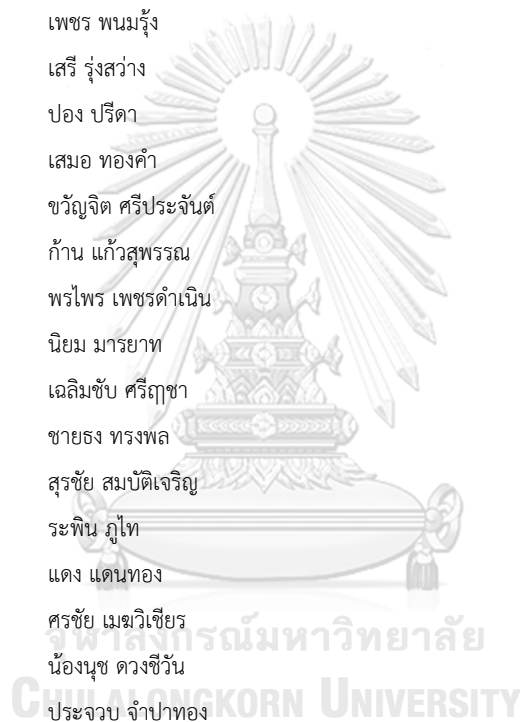 เพชร พนมรุ้ง
เสรี รุ่งสว่าง
ปอง ปรีดา
เสมอ ทองคำ
ขวัญจิต ศรีประจันต์
ก้าน แก้วสุพรรณ
พรไพร เพชรดำเนิน
นิยม มารยาท
เฉลิมชับ ศรีฤๅชา
ชายธง ทรงพล
สุรชัย สมบัติเจริญ
ระพิน ภูไท
แดง แดนทอง
ศรชัย เมฆวิเชียร
น้องนุช ดวงชีวัน
จุฬาลงกรณ์มหาวิทยาลัย
CHULALONGKORN UNIVERSITY
ประจวบ จำปาทอง